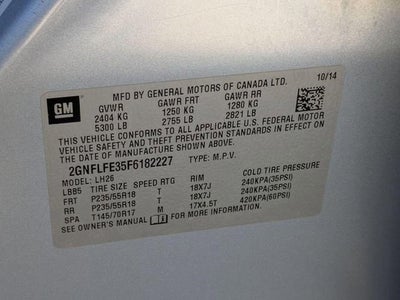 GM
MFD BY GENERAL MOTORS OF CANADA LTD.
10/14
GVWR GAWR FRT GAWR RR
2404 KG 1250 KG 1280 KG
5300 LB 2755 LB 2821 LB
THIS VEHICLE CONFORMS TO ALL APPLICABLE U.S. FEDERAL MOTOR
VEHICLE SAFETY AND THEFT PREVENTION STANDARDS IN EFFECT ON
THE DATE OF MANUFACTURE SHOWN ABOVE.
2GNFLFE35F6182227 TYPE: M.P.V.
MODEL: LH26
LBB5 TIRE SIZE SPEED RTG RIM COLD TIRE PRESSURE
FRT P235/55R18 T 18X7J 240KPA(35PSI)
RR P235/55R18 T 18X7J 240KPA(35PSI)
SPA T145/70R17 M 17X4.5T 420KPA(60PSI)
SEE OWNER'S MANUAL FOR MORE INFORMATION.